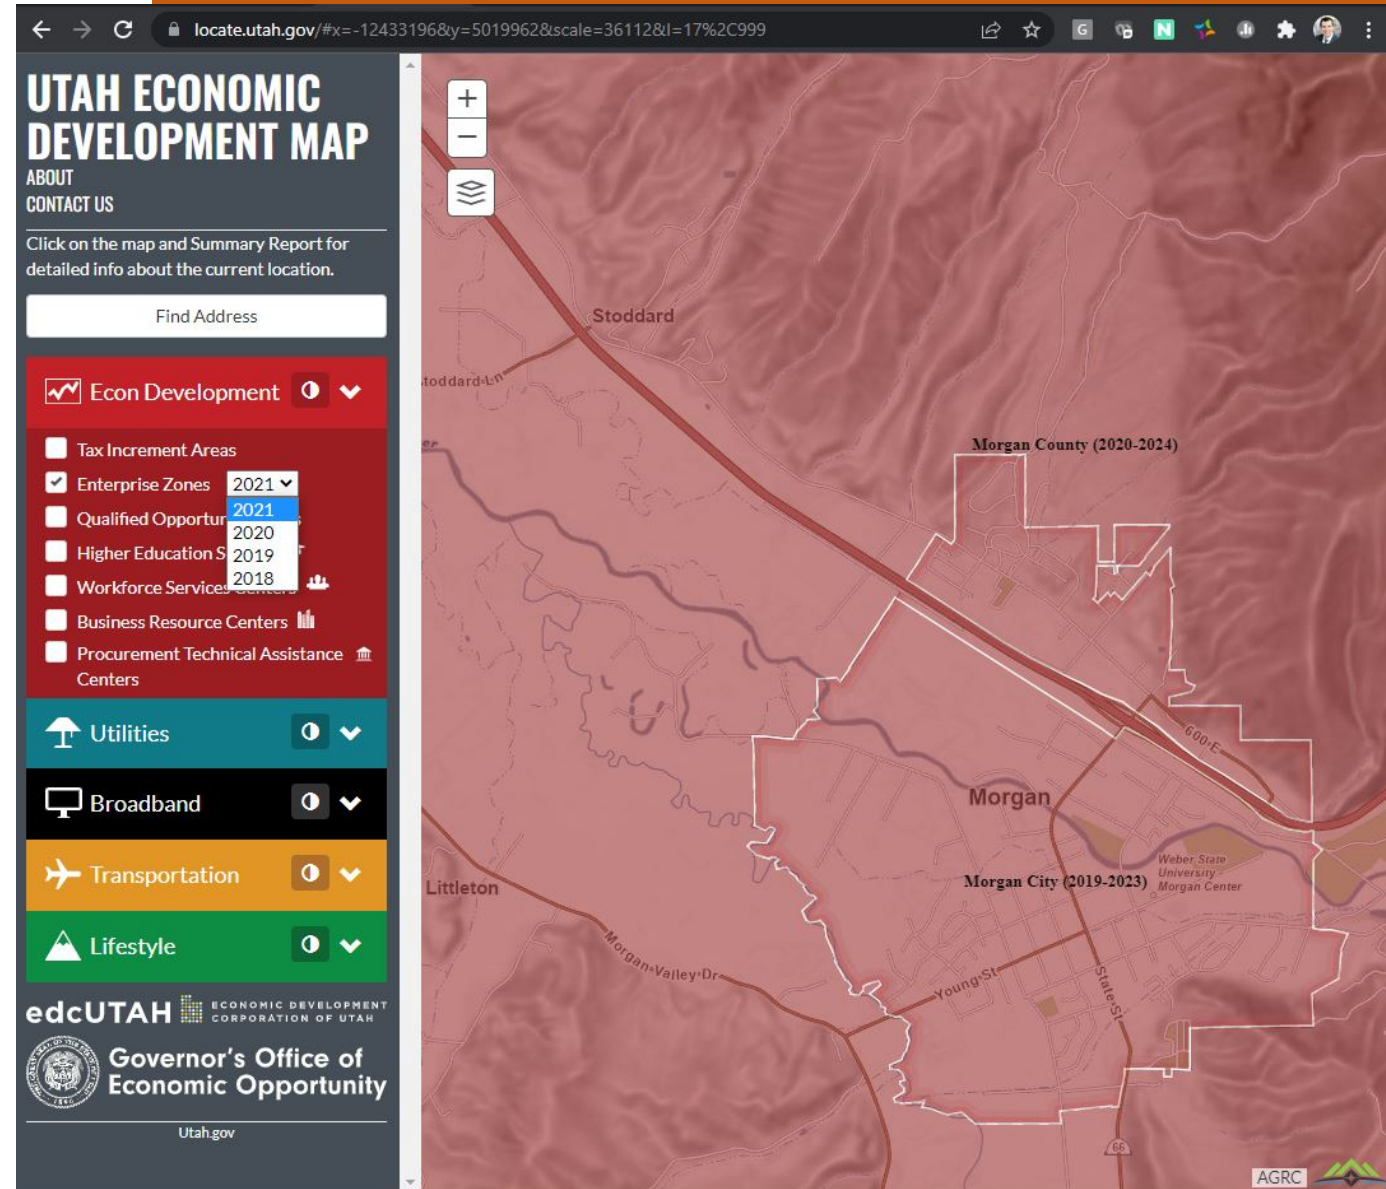 locate.utah.gov/#x=-12433196&y=5019962&scale=36112&l=17%2C999
UTAH ECONOMIC
DEVELOPMENT MAP
ABOUT
CONTACT US
Click on the map and Summary Report for
detailed info about the current location.
Find Address
Econ Development
Tax Increment Areas
Enterprise Zones 2021
2021
2020
2019
2018
Qualified Opportun
Higher Education S
Workforce Services Centers
Business Resource Centers
Procurement Technical Assistance
Centers
Utilities
Broadband
Transportation
Lifestyle
edcUTAH ECONOMIC DEVELOPMENT
CORPORATION OF UTAH
Governor's Office of
Economic Opportunity
Utah.gov
+
−
Stoddard
toddard-Ln
er
Morgan County (2020-2024)
600-E
Morgan
Weber State
University -
Morgan Center
Morgan City (2019-2023)
Littleton
Morgan-Valley-Dr
Young-St
State-St
66
AGRC